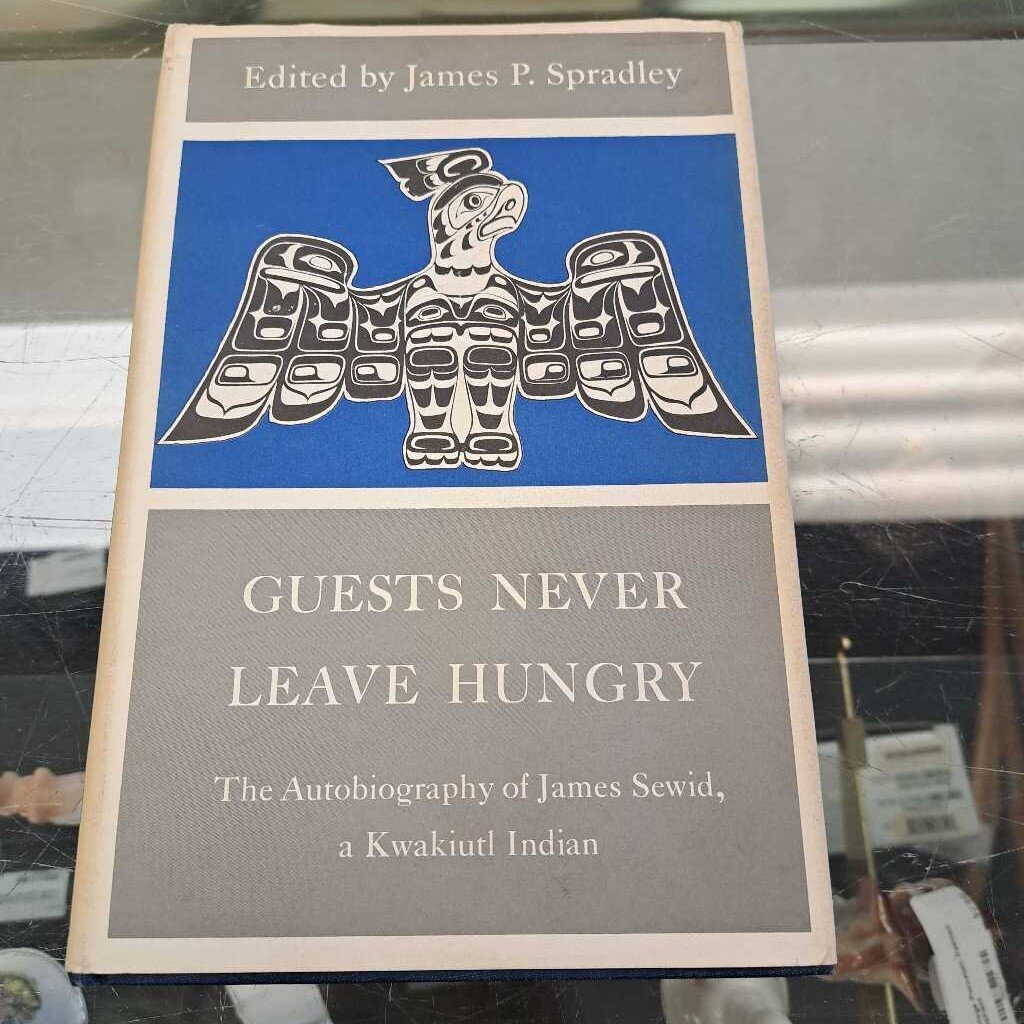 Edited by James P. Spradley
GUESTS NEVER
LEAVE HUNGRY
The Autobiography of James Sewid,
a Kwakiutl Indian